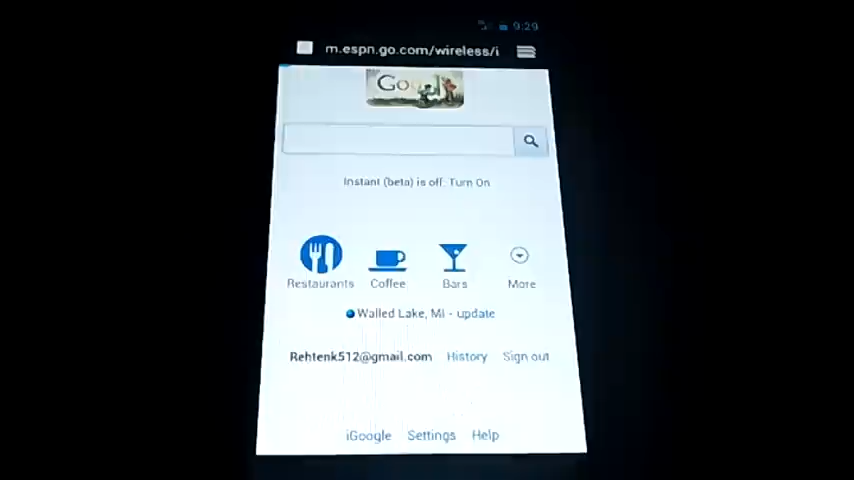 9:29
m.espn.go.com/wireless/i
Google
Instant (beta) is off. Turn On
Restaurants Coffee Bars More
Walled Lake, MI - update
Rehtenk512@gmail.com History Sign out
iGoogle Settings Help